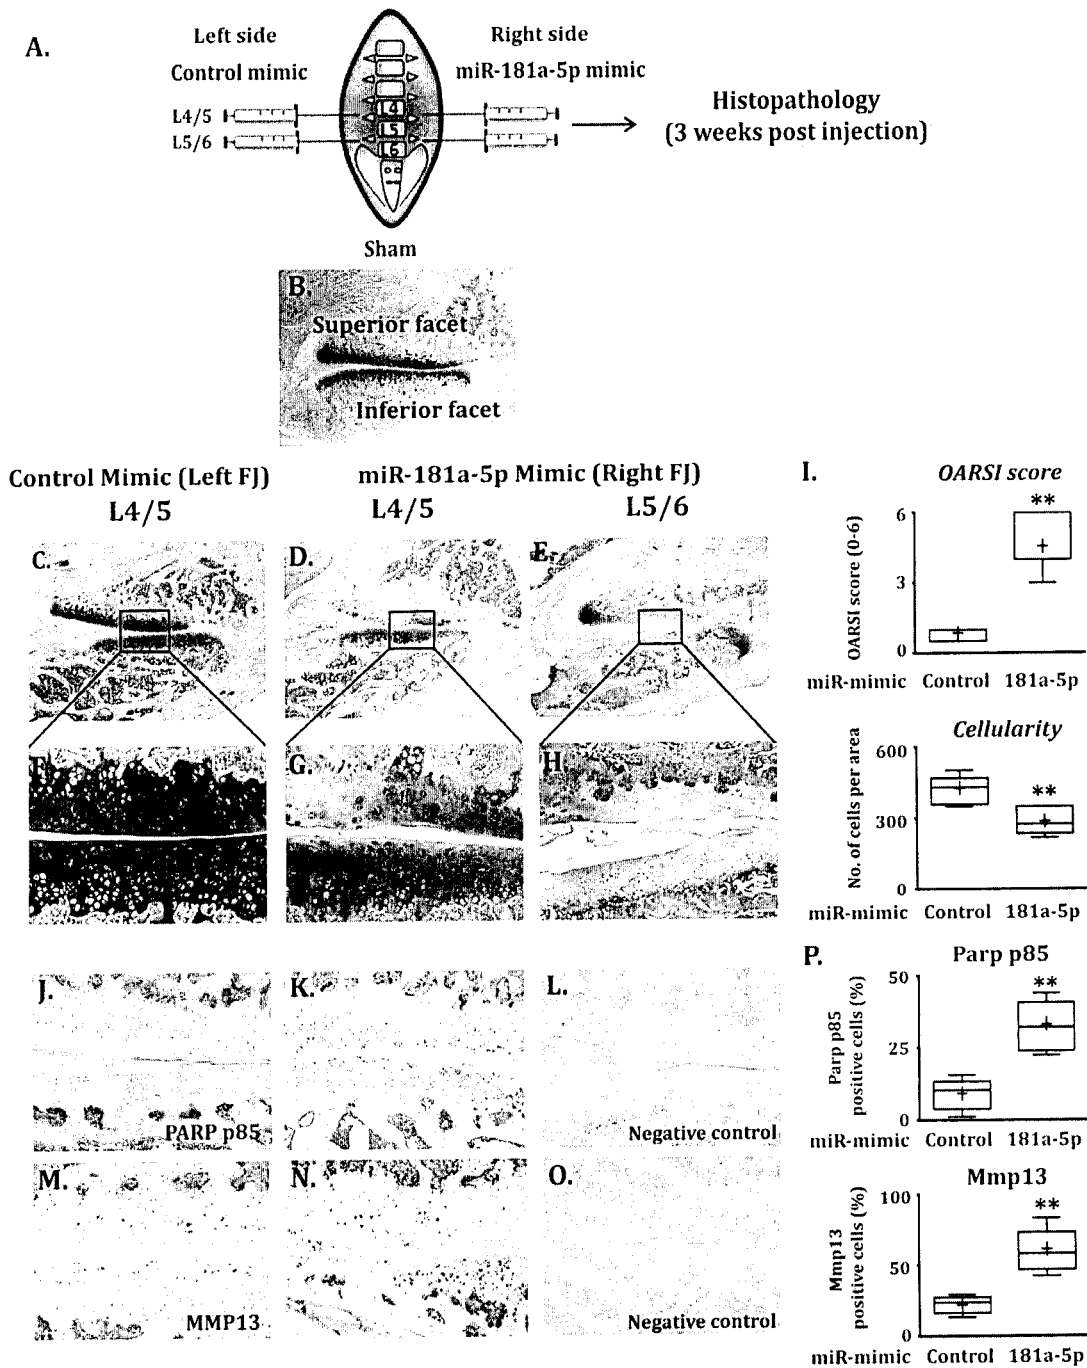 A.
Left side
Control mimic
Right side
miR-181a-5p mimic
L4/5
L5/6
L4
L5
L6
Histopathology
(3 weeks post injection)
Sham
B.
Superior facet
Inferior facet
Control Mimic (Left FJ)
L4/5
miR-181a-5p Mimic (Right FJ)
L4/5
L5/6
C.
D.
E.
F.
G.
H.
I.
OARSI score
OARSI score (0-6)
6
3
0
**
miR-mimic Control 181a-5p
Cellularity
No. of cells per area
600
300
0
**
miR-mimic Control 181a-5p
J.
PARP p85
K.
L.
Negative control
M.
MMP13
N.
O.
Negative control
P.
Parp p85
Parp p85
positive cells (%)
50
25
0
**
miR-mimic Control 181a-5p
Mmp13
Mmp13
positive cells (%)
100
50
0
**
miR-mimic Control 181a-5p